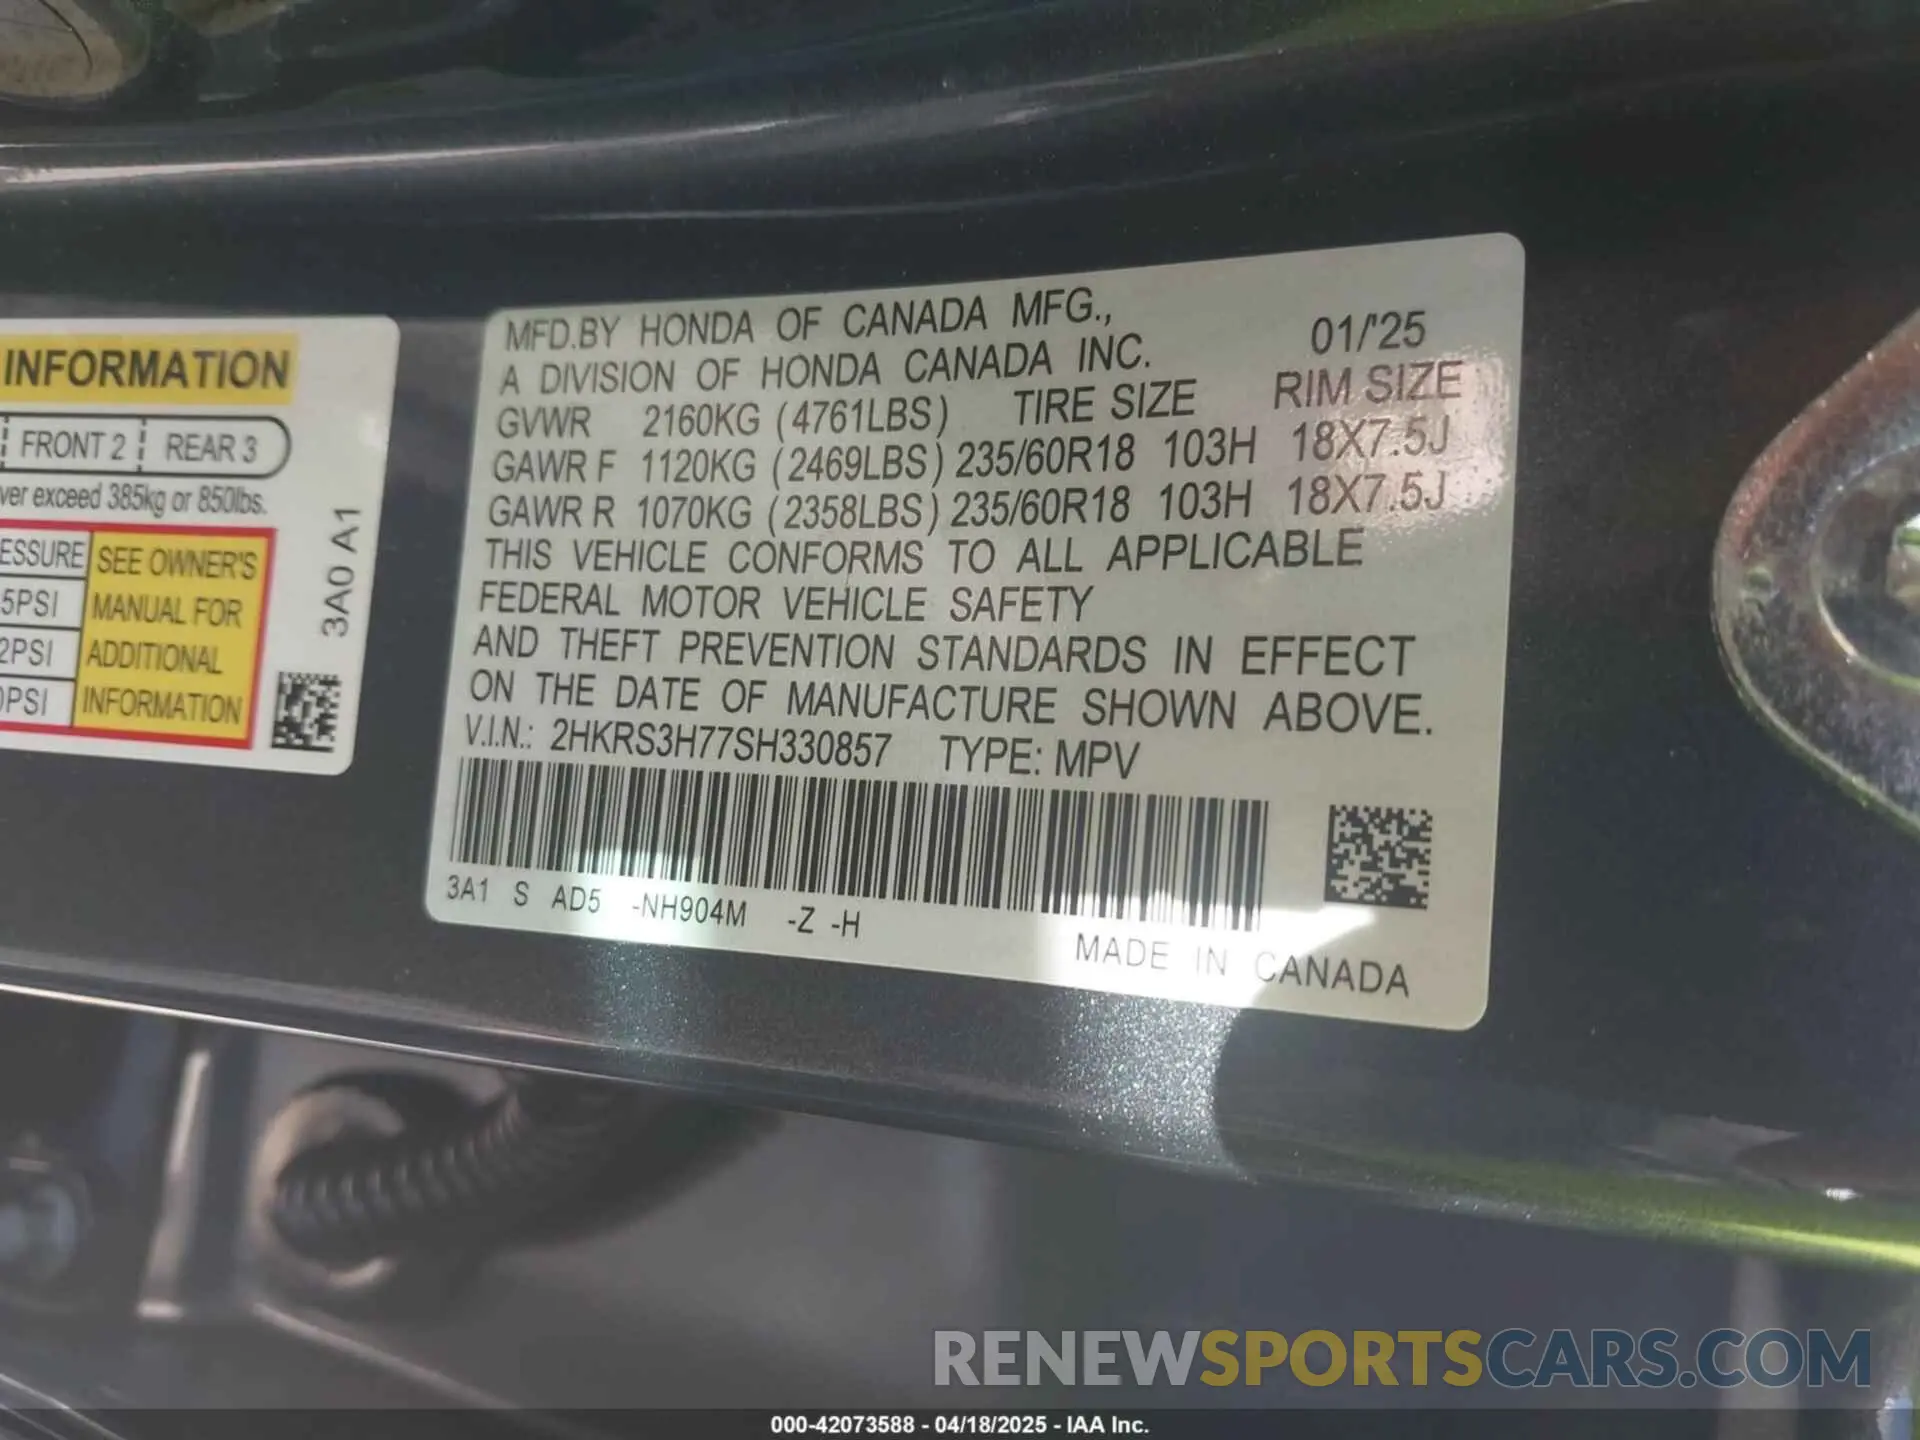 INFORMATION
FRONT 2 REAR 3
ver exceed 385kg or 850lbs.
ESSURE SEE OWNER'S
5PSI MANUAL FOR
2PSI ADDITIONAL
0PSI INFORMATION
3A0 A1
MFD.BY HONDA OF CANADA MFG., 01/'25
A DIVISION OF HONDA CANADA INC.
GVWR 2160KG (4761LBS) TIRE SIZE RIM SIZE
GAWR F 1120KG (2469LBS) 235/60R18 103H 18X7.5J
GAWR R 1070KG (2358LBS) 235/60R18 103H 18X7.5J
THIS VEHICLE CONFORMS TO ALL APPLICABLE
FEDERAL MOTOR VEHICLE SAFETY
AND THEFT PREVENTION STANDARDS IN EFFECT
ON THE DATE OF MANUFACTURE SHOWN ABOVE.
V.I.N.: 2HKRS3H77SH330857 TYPE: MPV
3A1 S AD5 -NH904M -Z -H
MADE IN CANADA
RENEWSPORTSCARS.COM
000-42073588 - 04/18/2025 - IAA Inc.